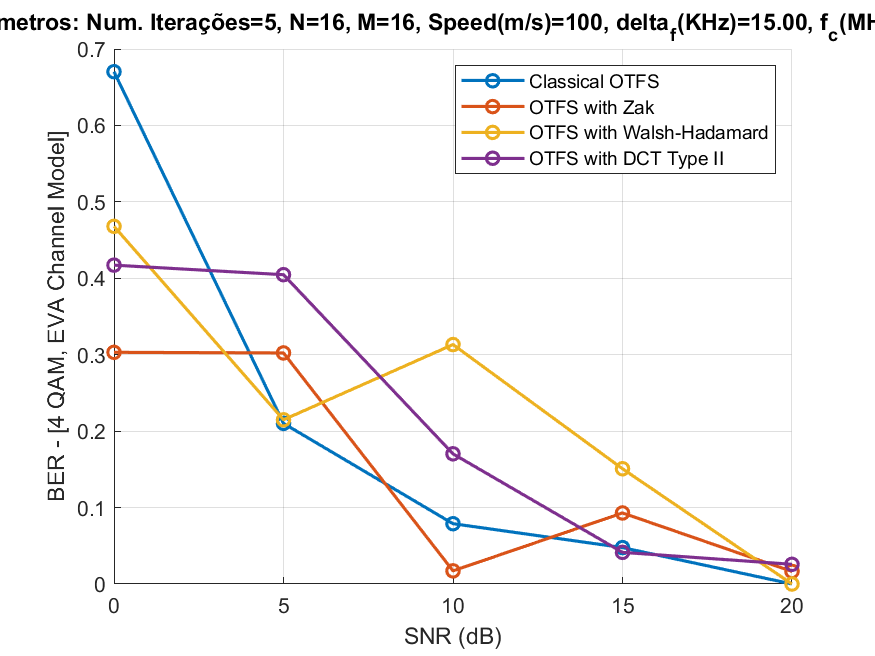 metros: Num. Iterações=5, N=16, M=16, Speed(m/s)=100, delta_f(KHz)=15.00, f_c(MH
0.7
0.6
0.5
0.4
0.3
0.2
0.1
0
BER - [4 QAM, EVA Channel Model]
Classical OTFS
OTFS with Zak
OTFS with Walsh-Hadamard
OTFS with DCT Type II
0 5 10 15 20
SNR (dB)